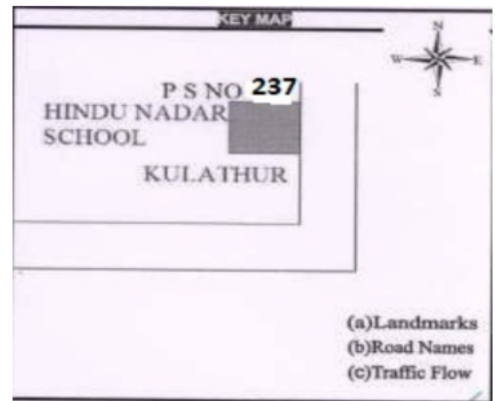 KEY MAP
N
W E
S
P S NO 237
HINDU NADAR
SCHOOL
KULATHUR
(a)Landmarks
(b)Road Names
(c)Traffic Flow